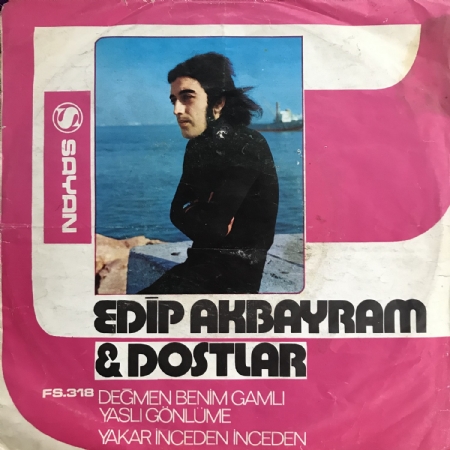 SAYAN
EDİP AKBAYRAM
& DOSTLAR
FS.318
DEĞMEN BENİM GAMLI
YASLI GÖNLÜME
YAKAR İNCEDEN İNCEDEN